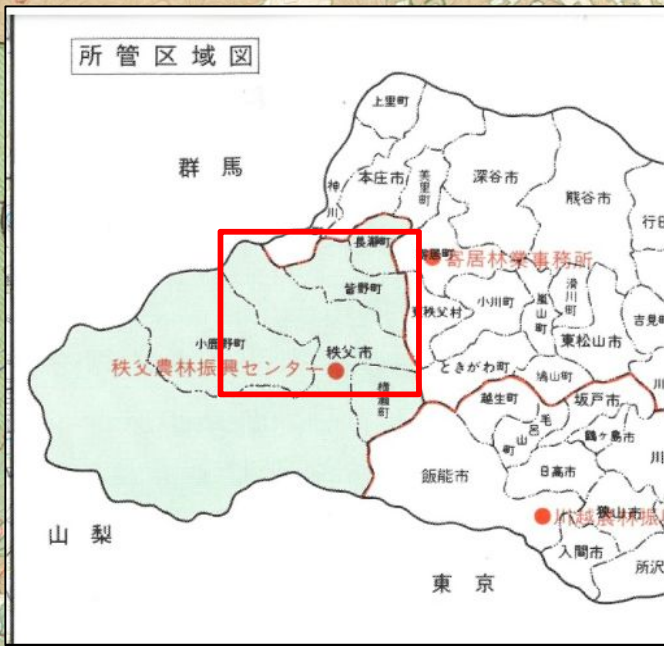 所管区域図
上里町
群馬
神川
本庄市
美里町
深谷市
熊谷市
行田
長瀞町
寄居町
寄居林業事務所
皆野町
東秩父村
小川町
嵐山町
滑川町
吉見町
東松山市
小鹿野町
秩父市
秩父農林振興センター
ときがわ町
鳩山町
川
横瀬町
越生町
毛呂山町
坂戸市
鶴ヶ島市
川
飯能市
日高市
狭山市
川越農林振
入間市
所沢
山梨
東京